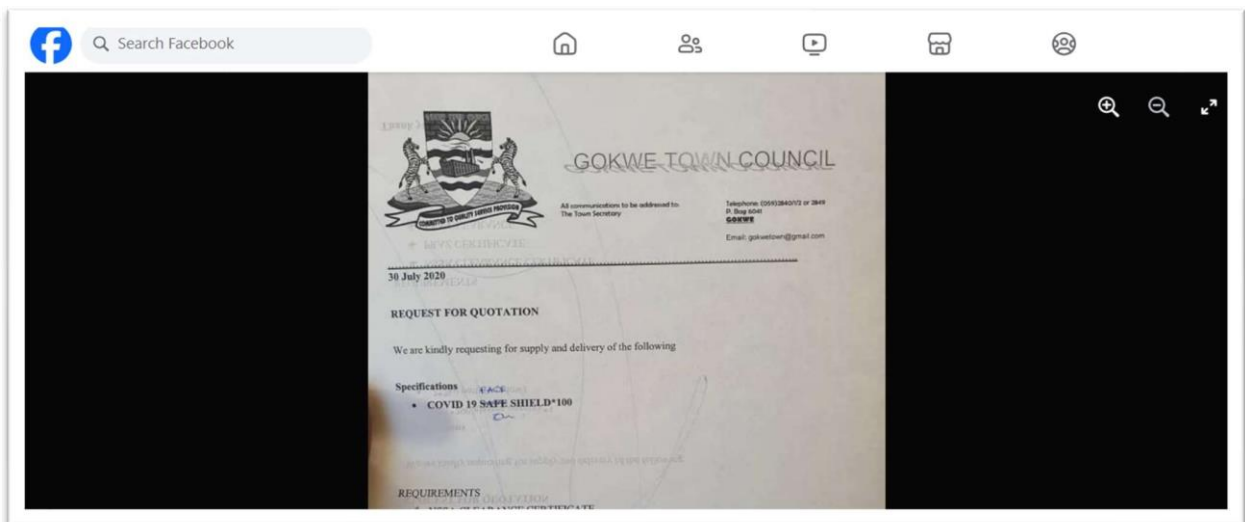 Search Facebook
GOKWE TOWN COUNCIL
COMMITTED TO QUALITY SERVICE PROVISION
All communications to be addressed to:
The Town Secretary
Telephone: (059)2840/1/2 or 2849
P. Bag 6041
GOKWE
Email: gokwetown@gmail.com
30 July 2020
REQUEST FOR QUOTATION
We are kindly requesting for supply and delivery of the following
Specifications
FACE
• COVID 19 SAFE SHIELD*100
REQUIREMENTS
CLEARANCE CERTIFICATE